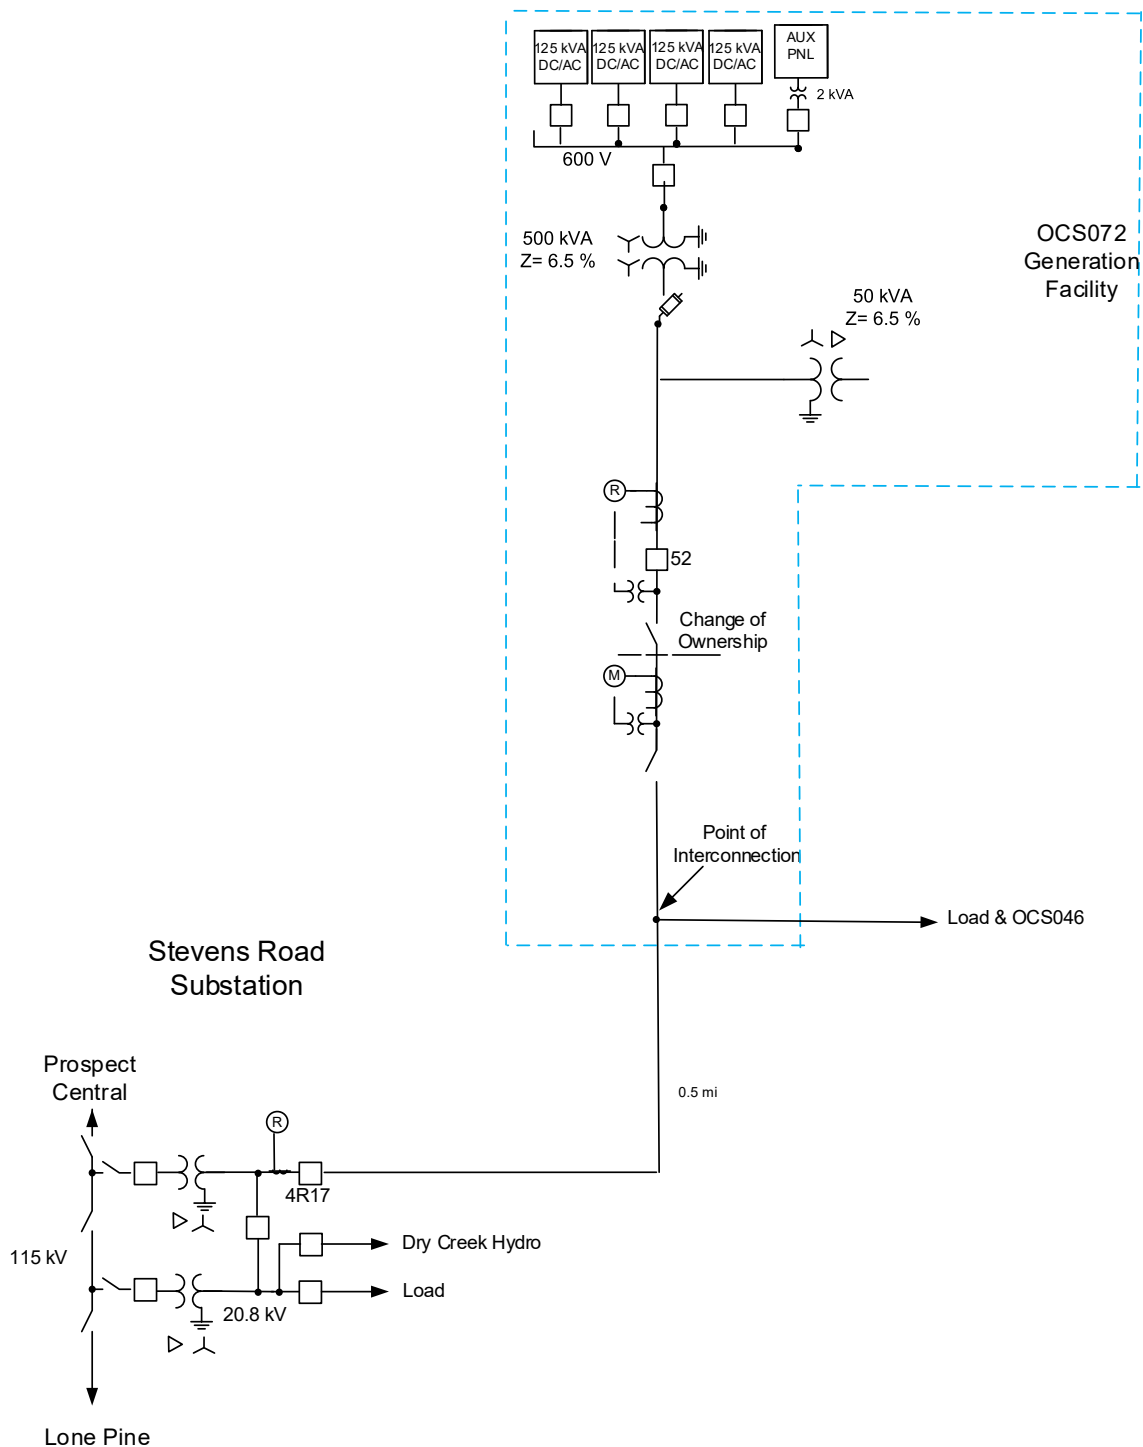 125 kVA
DC/AC
125 kVA
DC/AC
125 kVA
DC/AC
125 kVA
DC/AC
AUX
PNL
2 kVA
600 V
500 kVA
Z= 6.5 %
OCS072
Generation
Facility
50 kVA
Z= 6.5 %
R
52
Change of
Ownership
M
Point of
Interconnection
Load & OCS046
Stevens Road
Substation
Prospect
Central
0.5 mi
R
4R17
Dry Creek Hydro
115 kV
Load
20.8 kV
Lone Pine